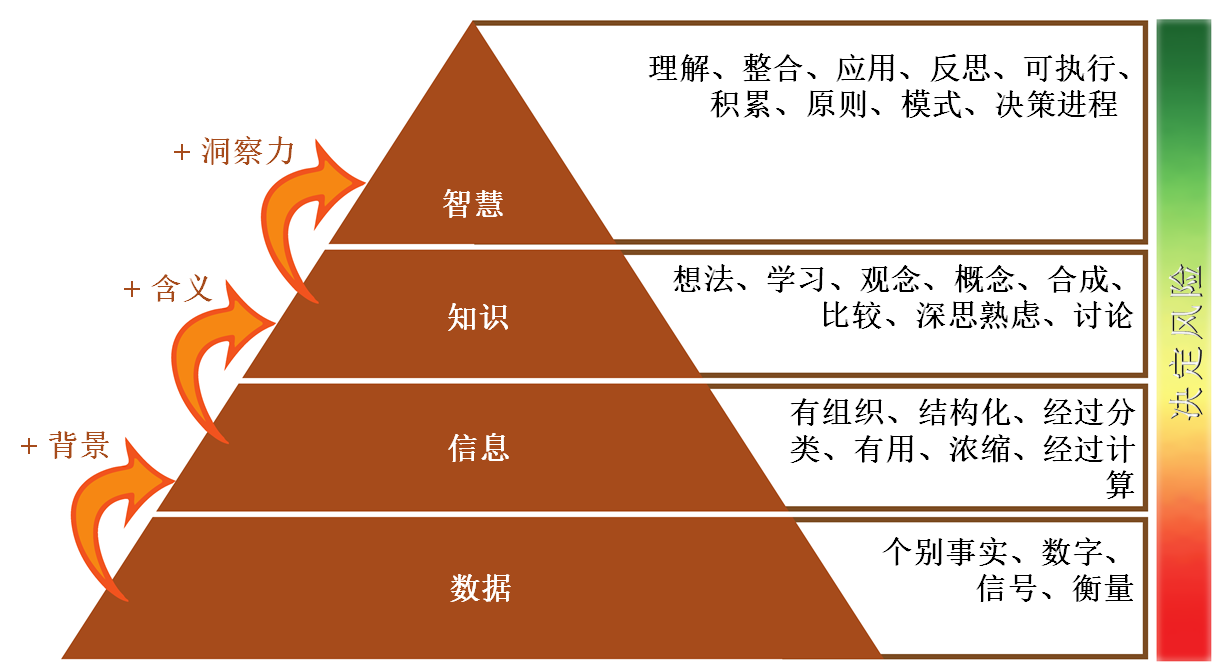 理解、整合、应用、反思、可执行、
积累、原则、模式、决策进程
+ 洞察力
智慧
想法、学习、观念、概念、合成、
比较、深思熟虑、讨论
+ 含义
知识
有组织、结构化、经过分
类、有用、浓缩、经过计
算
+ 背景
信息
个别事实、数字、
信号、衡量
数据
决定风险